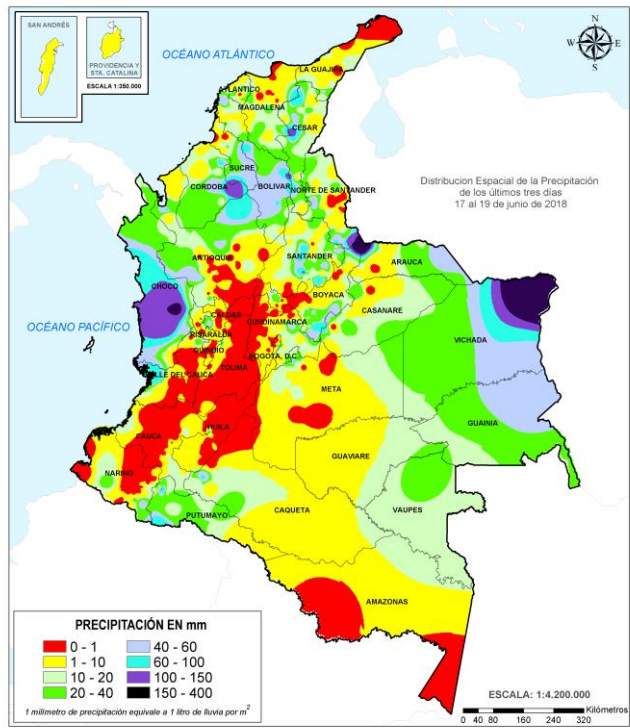 SAN ANDRÉS
PROVIDENCIA Y
STA. CATALINA
ESCALA 1:350.000
OCÉANO ATLÁNTICO
N
W
E
S
LA GUAJIRA
ATLANTICO
MAGDALENA
CESAR
SUCRE
CORDOBA
BOLIVAR
NORTE DE SANTANDER
Distribucion Espacial de la Precipitación
de los últimos tres días
17 al 19 de junio de 2018
ANTIOQUIA
SANTANDER
ARAUCA
CHOCO
BOYACA
CASANARE
OCÉANO PACÍFICO
CALDAS
CUNDINAMARCA
RISARALDA
VICHADA
QUINDIO
BOGOTA, D.C.
VALLE DEL CAUCA
TOLIMA
META
GUAINIA
CAUCA
HUILA
GUAVIARE
NARIÑO
PUTUMAYO
CAQUETA
VAUPES
AMAZONAS
PRECIPITACIÓN EN mm
0 - 1
40 - 60
1 - 10
60 - 100
10 - 20
100 - 150
20 - 40
150 - 400
1 milímetro de precipitación equivale a 1 litro de lluvia por m²
ESCALA: 1:4.200.000
Kilómetros
0 40 80 160 240 320